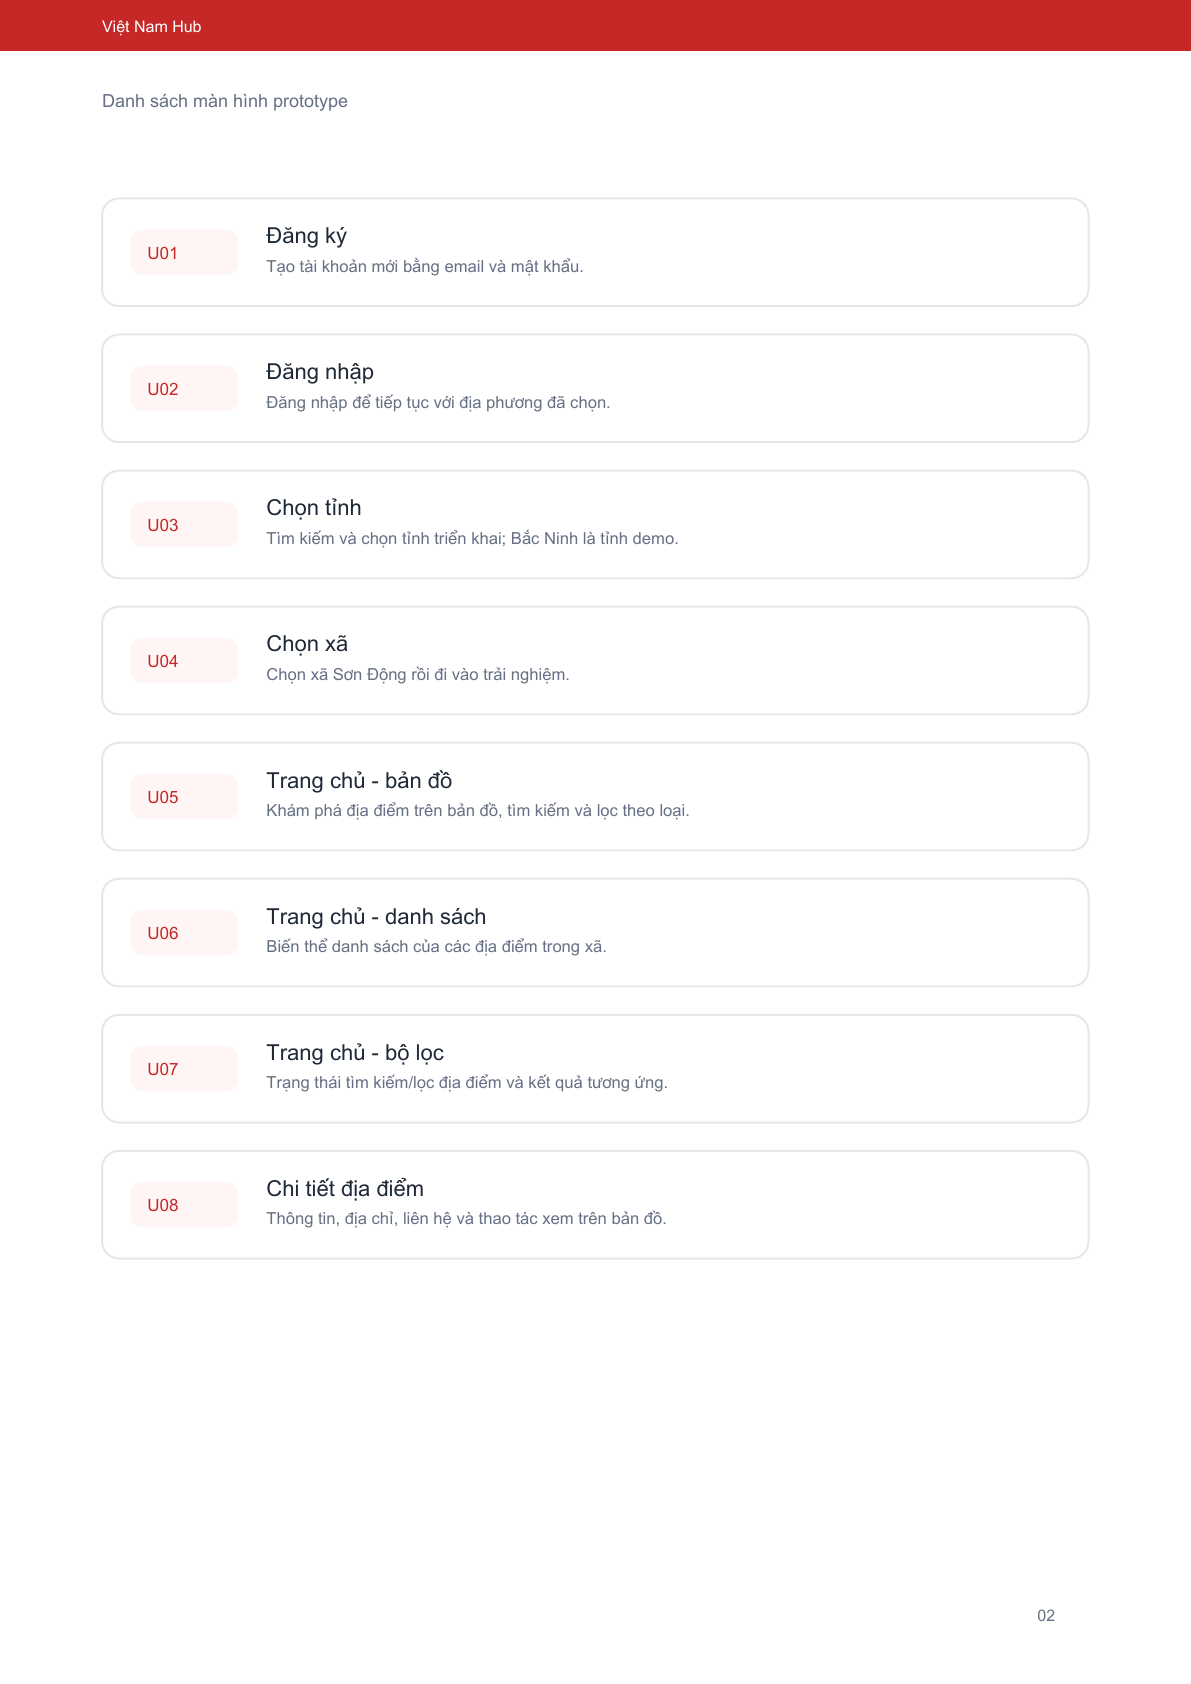 Việt Nam Hub
Danh sách màn hình prototype
U01
Đăng ký
Tạo tài khoản mới bằng email và mật khẩu.
U02
Đăng nhập
Đăng nhập để tiếp tục với địa phương đã chọn.
U03
Chọn tỉnh
Tìm kiếm và chọn tỉnh triển khai; Bắc Ninh là tỉnh demo.
U04
Chọn xã
Chọn xã Sơn Động rồi đi vào trải nghiệm.
U05
Trang chủ - bản đồ
Khám phá địa điểm trên bản đồ, tìm kiếm và lọc theo loại.
U06
Trang chủ - danh sách
Biến thể danh sách của các địa điểm trong xã.
U07
Trang chủ - bộ lọc
Trạng thái tìm kiếm/lọc địa điểm và kết quả tương ứng.
U08
Chi tiết địa điểm
Thông tin, địa chỉ, liên hệ và thao tác xem trên bản đồ.
02